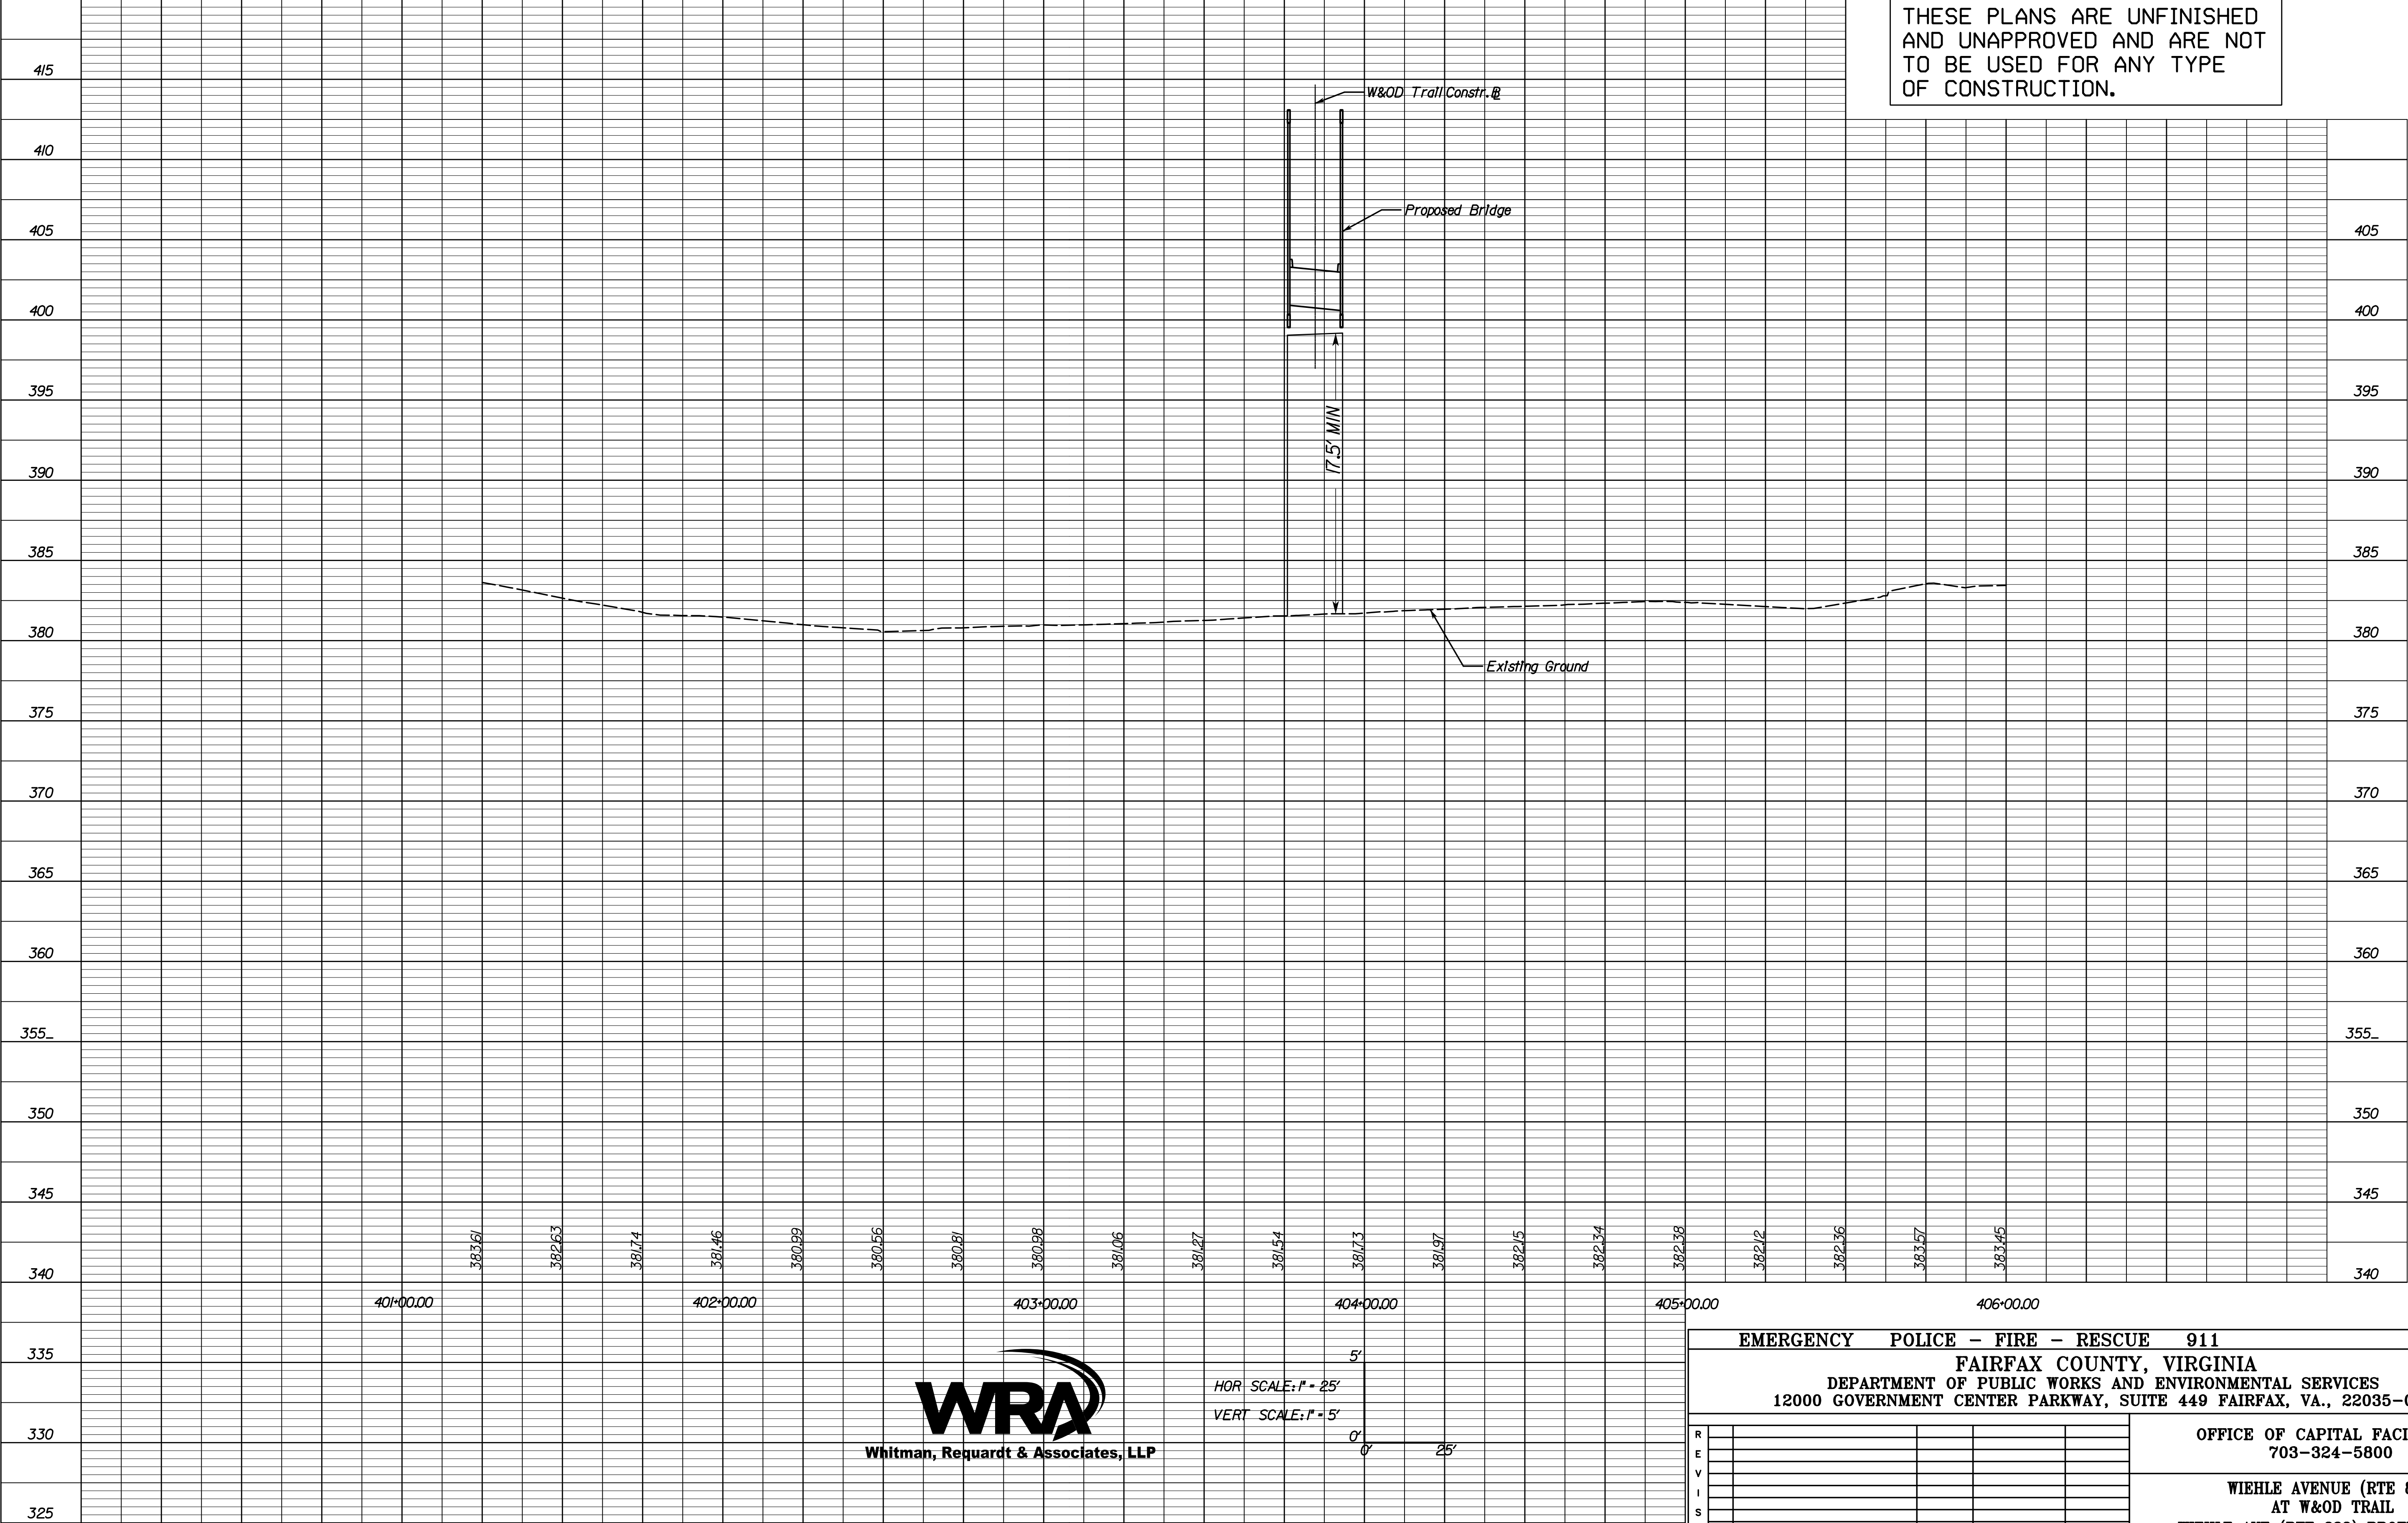 THESE PLANS ARE UNFINISHED
AND UNAPPROVED AND ARE NOT
TO BE USED FOR ANY TYPE
OF CONSTRUCTION.
415
W&OD Trail Constr. BL
410
Proposed Bridge
405 405
400 400
395 395
17.5' MIN
390 390
385 385
380 380
Existing Ground
375 375
370 370
365 365
360 360
355_ 355_
350 350
345 345
383.61 382.63 381.74 381.46 380.99 380.56 380.81 380.98 381.06 381.27 381.54 381.73 381.97 382.15 382.34 382.38 382.12 382.36 383.57 383.45
340 340
401+00.00 402+00.00 403+00.00 404+00.00 405+00.00 406+00.00
335
330
325
WRA
Whitman, Requardt & Associates, LLP
HOR SCALE: 1" = 25'
VERT SCALE: 1" = 5'
5'
0'
0' 25'
EMERGENCY POLICE - FIRE - RESCUE 911
FAIRFAX COUNTY, VIRGINIA
DEPARTMENT OF PUBLIC WORKS AND ENVIRONMENTAL SERVICES
12000 GOVERNMENT CENTER PARKWAY, SUITE 449 FAIRFAX, VA., 22035-
R
E
V
I
S
OFFICE OF CAPITAL
703-324-5800
WIEHLE AVENUE (RTE
AT W&OD TRAIL